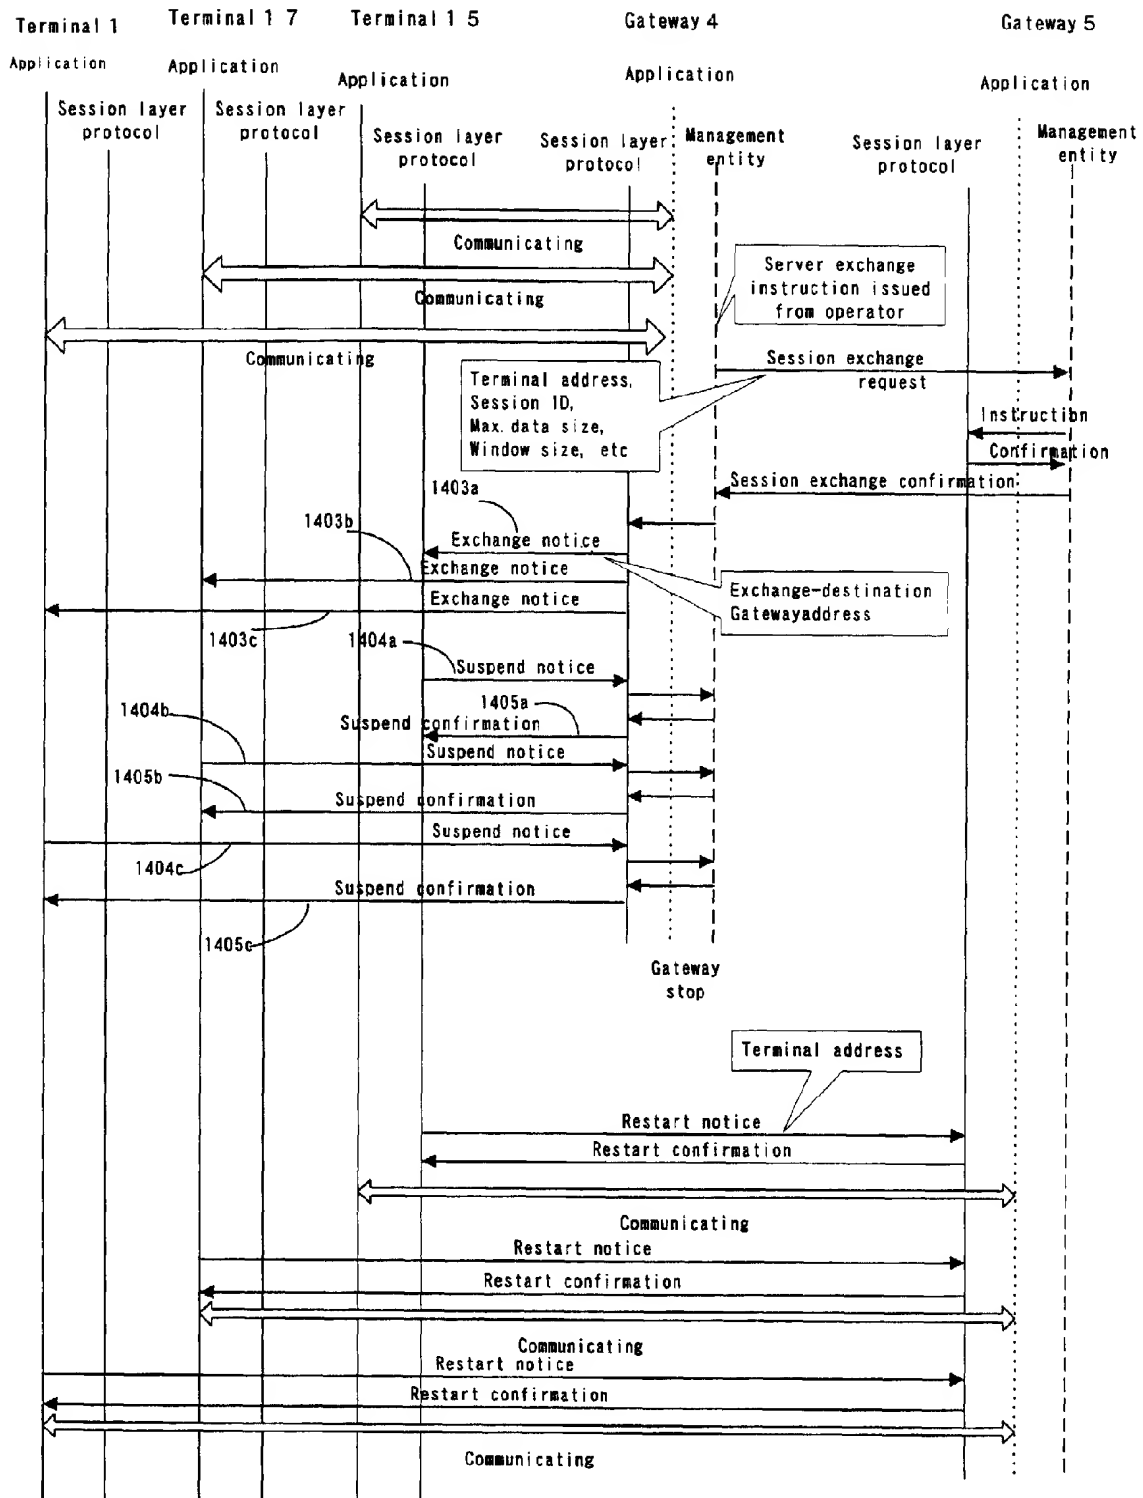 Terminal 1
Terminal 1 7
Terminal 1 5
Gateway 4
Gateway 5
Application
Application
Application
Application
Application
Session layer
protocol
Session layer
protocol
Session layer
protocol
Session layer
protocol
Management
entity
Session layer
protocol
Management
entity
Communicating
Server exchange
instruction issued
from operator
Communicating
Communicating
Session exchange
request
Terminal address,
Session ID,
Max. data size,
Window size, etc
Instruction
Confirmation
Session exchange confirmation
1403a
1403b
Exchange notice
Exchange notice
Exchange notice
Exchange-destination
Gatewayaddress
1403c
1404a
Suspend notice
1405a
1404b
Suspend confirmation
Suspend notice
1405b
Suspend confirmation
Suspend notice
1404c
Suspend confirmation
1405c
Gateway
stop
Terminal address
Restart notice
Restart confirmation
Communicating
Restart notice
Restart confirmation
Communicating
Restart notice
Restart confirmation
Communicating